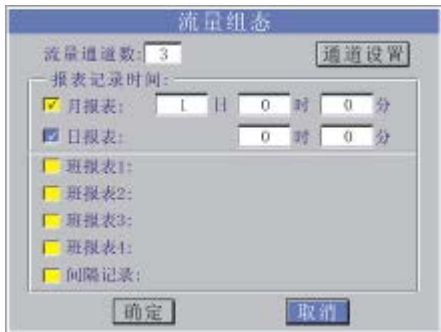 流量组态
流量通道数: 3 通道设置
报表记录时间:
月报表: 1 日 0 时 0 分
日报表: 0 时 0 分
班报表1:
班报表2:
班报表3:
班报表4:
间隔记录:
确定 取消